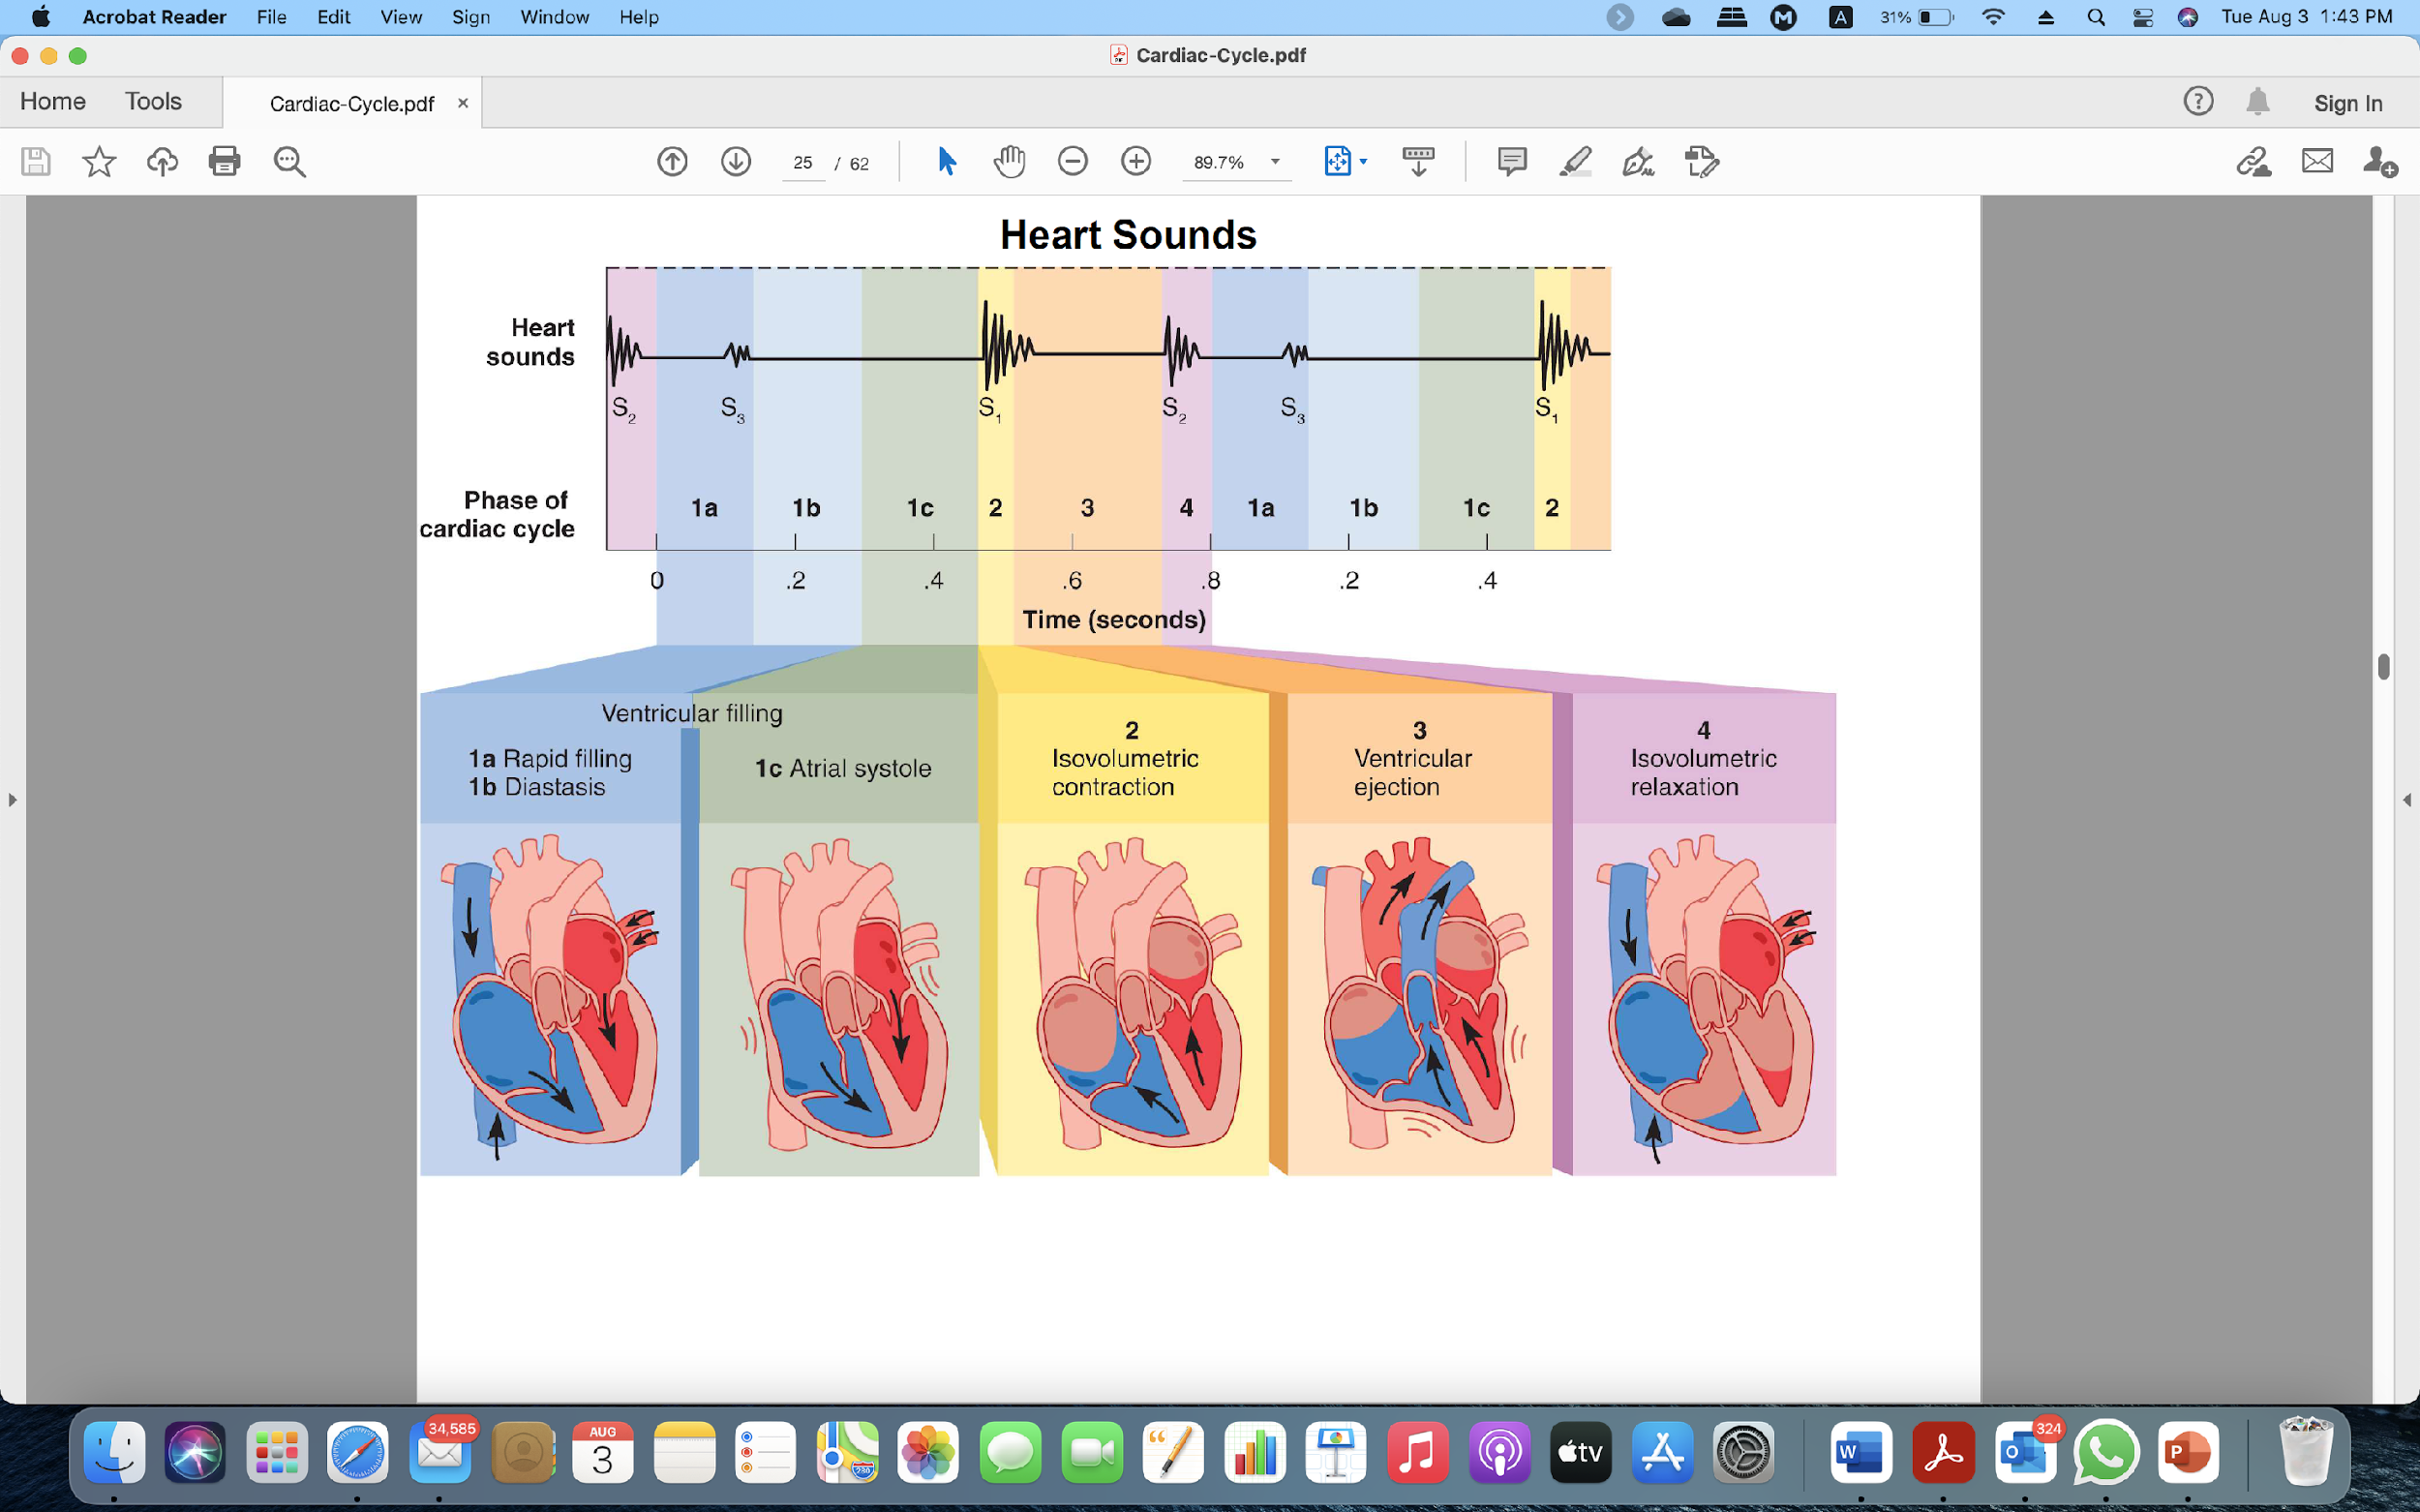 Acrobat Reader File Edit View Sign Window Help 31% Tue Aug 3 1:43 PM
Cardiac-Cycle.pdf
Home Tools Cardiac-Cycle.pdf × Sign In
25 / 62 89.7%
Heart Sounds
Heart
sounds
S2 S3 S1 S2 S3 S1
Phase of
cardiac cycle
1a 1b 1c 2 3 4 1a 1b 1c 2
0 .2 .4 .6 .8 .2 .4
Time (seconds)
Ventricular filling
1a Rapid filling
1b Diastasis
1c Atrial systole
2
Isovolumetric
contraction
3
Ventricular
ejection
4
Isovolumetric
relaxation
34,585
AUG
3
tv
W
O
324
P